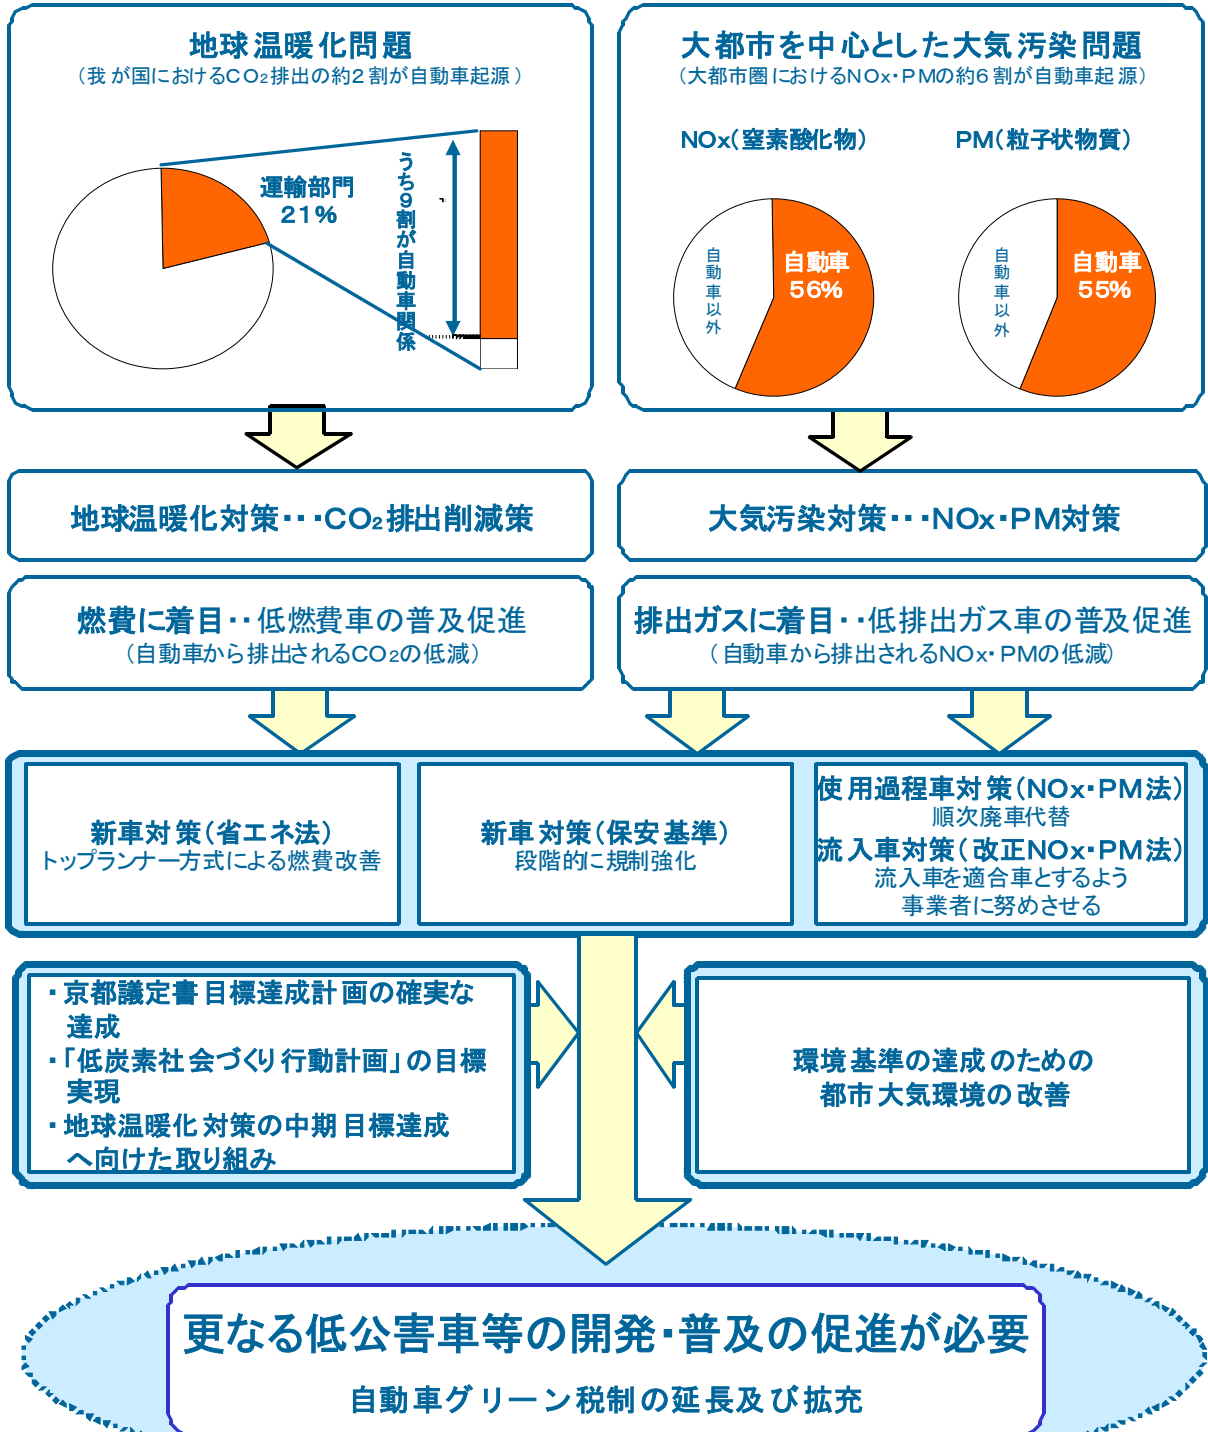 地球温暖化問題
（我が国におけるCO₂排出の約２割が自動車起源）
運輸部門
２１％
うち９割が自動車関係
大都市を中心とした大気汚染問題
（大都市圏におけるNOx・PMの約６割が自動車起源）
NOx（窒素酸化物）
PM（粒子状物質）
自動車以外
自動車
５６％
自動車以外
自動車
５５％
地球温暖化対策・・・CO₂排出削減策
大気汚染対策・・・NOx・PM対策
燃費に着目・・低燃費車の普及促進
（自動車から排出されるCO₂の低減）
排出ガスに着目・・低排出ガス車の普及促進
（自動車から排出されるNOx・PMの低減）
新車対策（省エネ法）
トップランナー方式による燃費改善
新車対策（保安基準）
段階的に規制強化
使用過程車対策（NOx・PM法）
順次廃車代替
流入車対策（改正NOx・PM法）
流入車を適合車とするよう
事業者に努めさせる
・京都議定書目標達成計画の確実な
達成
・「低炭素社会づくり行動計画」の目標
実現
・地球温暖化対策の中期目標達成
へ向けた取り組み
環境基準の達成のための
都市大気環境の改善
更なる低公害車等の開発・普及の促進が必要
自動車グリーン税制の延長及び拡充